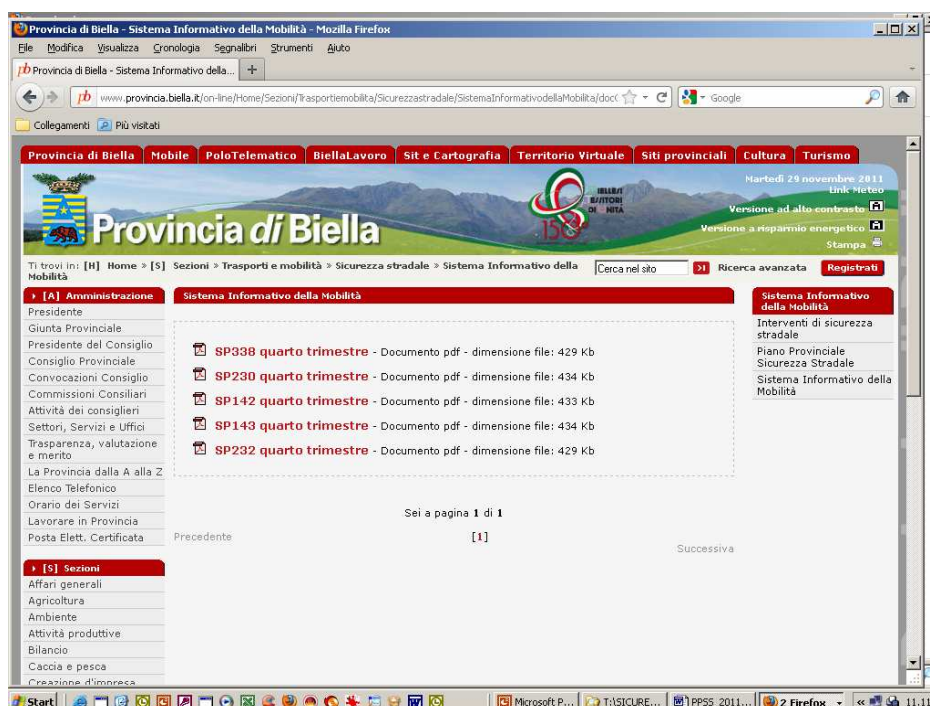 Provincia di Biella - Sistema Informativo della Mobilità - Mozilla Firefox
File Modifica Visualizza Cronologia Segnalibri Strumenti Aiuto
Provincia di Biella - Sistema Informativo della...
www.provincia.biella.it/on-line/Home/Sezioni/Trasportiemobilita/Sicurezzastradale/SistemaInformativodellaMobilita/doc
Google
Collegamenti Più visitati
Provincia di Biella Mobile PoloTelematico BiellaLavoro Sit e Cartografia Territorio Virtuale Siti provinciali Cultura Turismo
Martedì 29 novembre 2011
Link Meteo
Versione ad alto contrasto
Versione a risparmio energetico
Stampa
Provincia di Biella
150
Ti trovi in: [H] Home > [S] Sezioni > Trasporti e mobilità > Sicurezza stradale > Sistema Informativo della
Mobilità
Cerca nel sito
Ricerca avanzata
Registrati
[A] Amministrazione
Presidente
Giunta Provinciale
Presidente del Consiglio
Consiglio Provinciale
Convocazioni Consiglio
Commissioni Consiliari
Attività dei consiglieri
Settori, Servizi e Uffici
Trasparenza, valutazione
e merito
La Provincia dalla A alla Z
Elenco Telefonico
Orario dei Servizi
Lavorare in Provincia
Posta Elett. Certificata
[S] Sezioni
Affari generali
Agricoltura
Ambiente
Attività produttive
Bilancio
Caccia e pesca
Creazione d'impresa
Sistema Informativo della Mobilità
SP338 quarto trimestre - Documento pdf - dimensione file: 429 Kb
SP230 quarto trimestre - Documento pdf - dimensione file: 434 Kb
SP142 quarto trimestre - Documento pdf - dimensione file: 433 Kb
SP143 quarto trimestre - Documento pdf - dimensione file: 434 Kb
SP232 quarto trimestre - Documento pdf - dimensione file: 429 Kb
Sei a pagina 1 di 1
Precedente
[1]
Successiva
Sistema Informativo
della Mobilità
Interventi di sicurezza
stradale
Piano Provinciale
Sicurezza Stradale
Sistema Informativo della
Mobilità
Start
Microsoft P...
T:\SICURE...
PPSS 2011...
2 Firefox
11.11